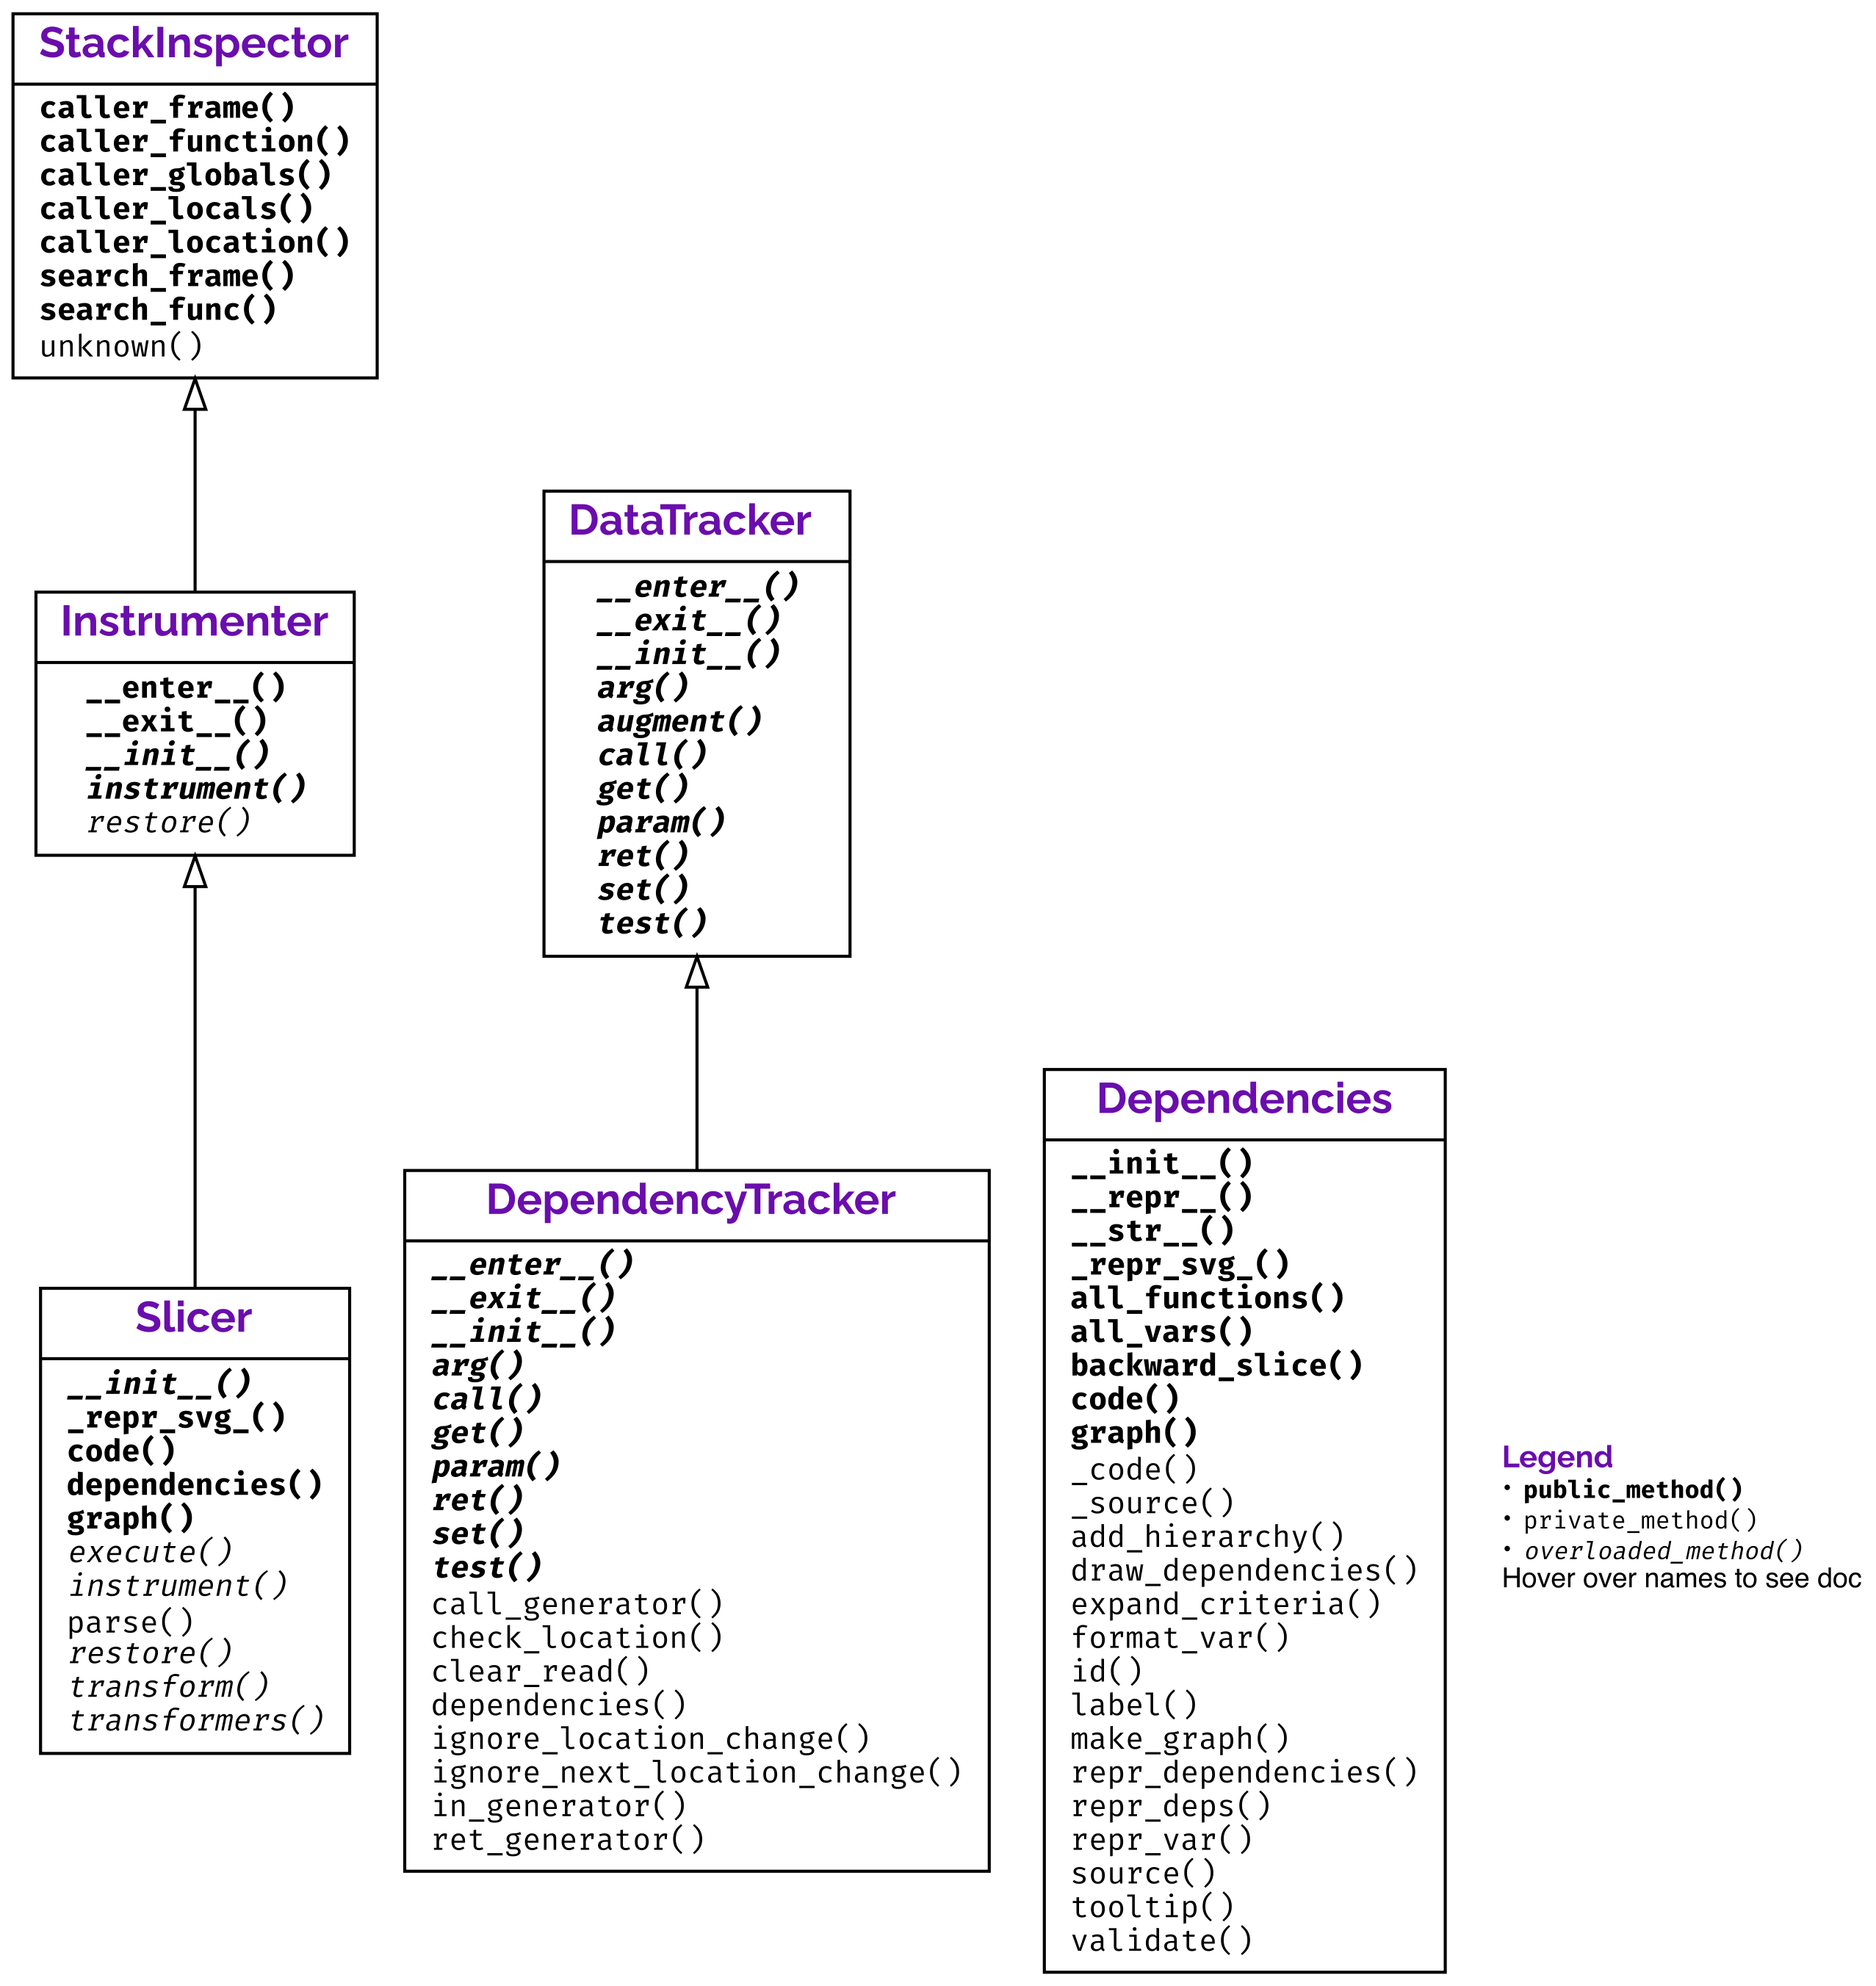 StackInspector
caller_frame()
caller_function()
caller_globals()
caller_locals()
caller_location()
search_frame()
search_func()
unknown()
Instrumenter
__enter__()
__exit__()
__init__()
instrument()
restore()
Slicer
__init__()
_repr_svg_()
code()
dependencies()
graph()
execute()
instrument()
parse()
restore()
transform()
transformers()
DataTracker
__enter__()
__exit__()
__init__()
arg()
augment()
call()
get()
param()
ret()
set()
test()
DependencyTracker
__enter__()
__exit__()
__init__()
arg()
call()
get()
param()
ret()
set()
test()
call_generator()
check_location()
clear_read()
dependencies()
ignore_location_change()
ignore_next_location_change()
in_generator()
ret_generator()
Dependencies
__init__()
__repr__()
__str__()
_repr_svg_()
all_functions()
all_vars()
backward_slice()
code()
graph()
_code()
_source()
add_hierarchy()
draw_dependencies()
expand_criteria()
format_var()
id()
label()
make_graph()
repr_dependencies()
repr_deps()
repr_var()
source()
tooltip()
validate()
Legend
• public_method()
• private_method()
• overloaded_method()
Hover over names to see doc